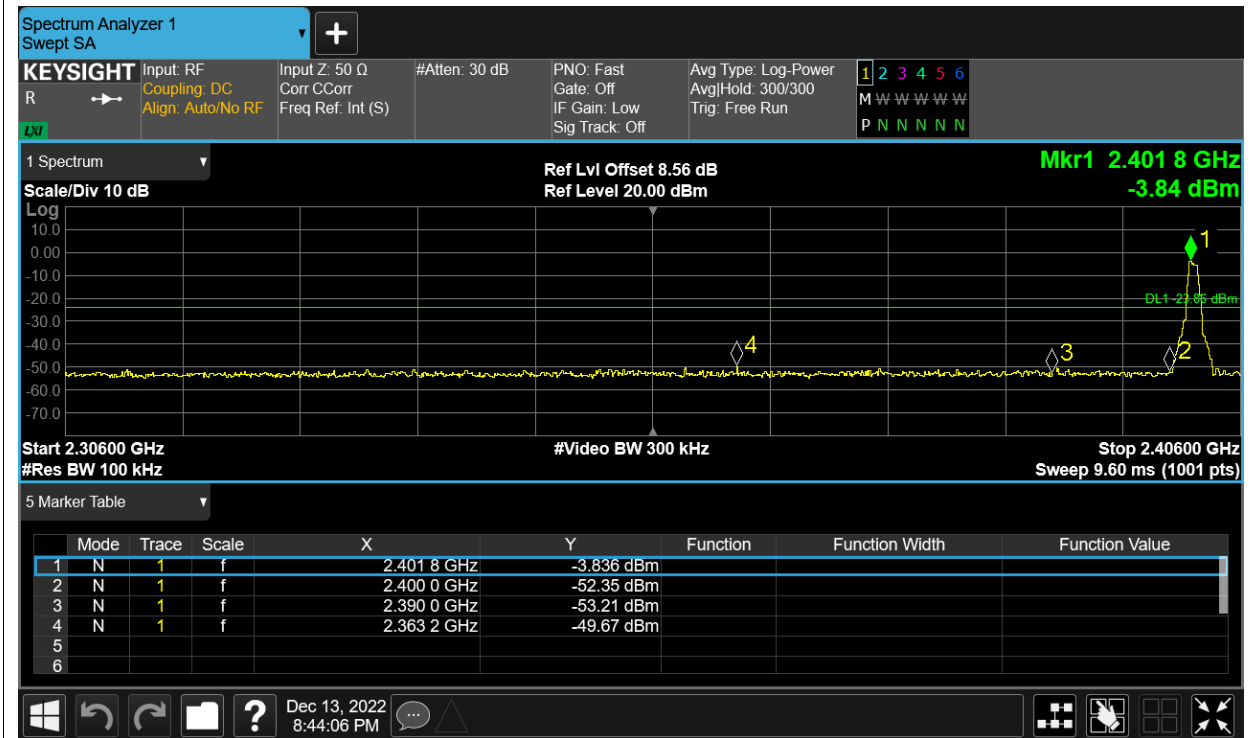 Spectrum Analyzer 1
Swept SA
KEYSIGHT Input: RF Input Z: 50 Ω #Atten: 30 dB PNO: Fast Avg Type: Log-Power 1 2 3 4 5 6
R Coupling: DC Corr CCorr Gate: Off Avg|Hold: 300/300 M W W W W W
Align: Auto/No RF Freq Ref: Int (S) IF Gain: Low Trig: Free Run
LXI Sig Track: Off P N N N N N
1 Spectrum Ref Lvl Offset 8.56 dB Mkr1 2.401 8 GHz
Scale/Div 10 dB Ref Level 20.00 dBm -3.84 dBm
Log
10.0
1
0.00
-10.0
-20.0
DL1 -23.86 dBm
-30.0
-40.0
4 3 2
-50.0
-60.0
-70.0
Start 2.30600 GHz #Video BW 300 kHz Stop 2.40600 GHz
#Res BW 100 kHz Sweep 9.60 ms (1001 pts)
5 Marker Table
Mode Trace Scale X Y Function Function Width Function Value
1 N 1 f 2.401 8 GHz -3.836 dBm
2 N 1 f 2.400 0 GHz -52.35 dBm
3 N 1 f 2.390 0 GHz -53.21 dBm
4 N 1 f 2.363 2 GHz -49.67 dBm
5
6
? Dec 13, 2022
8:44:06 PM